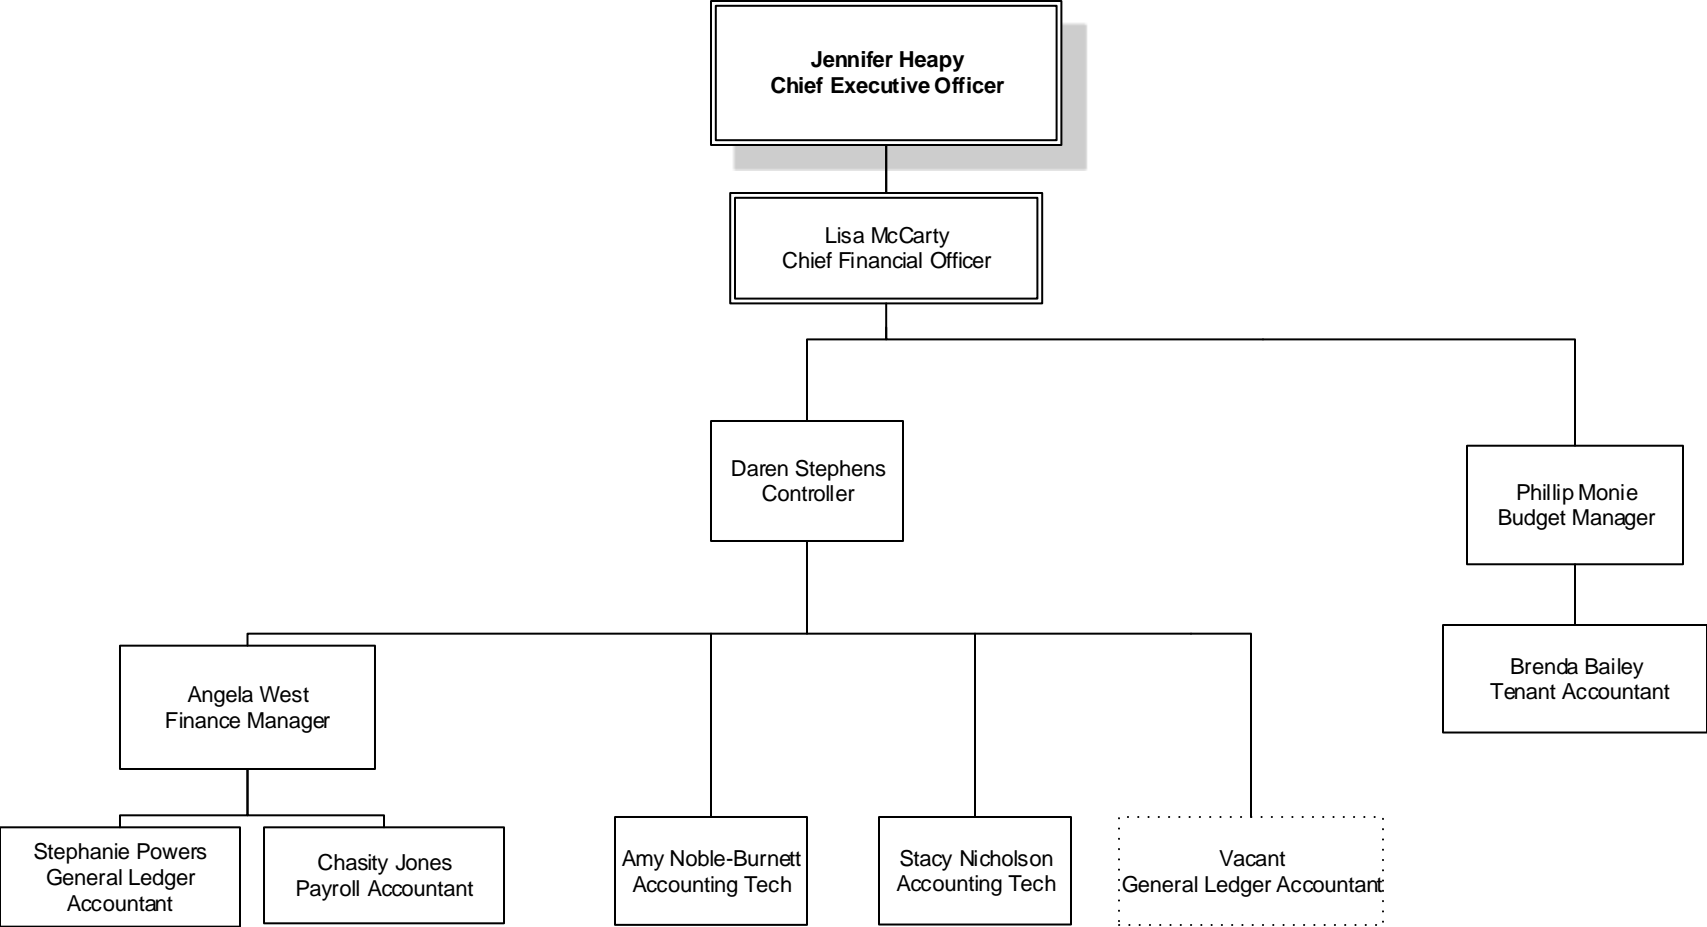 Jennifer Heapy
Chief Executive Officer
Lisa McCarty
Chief Financial Officer
Daren Stephens
Controller
Phillip Monie
Budget Manager
Angela West
Finance Manager
Brenda Bailey
Tenant Accountant
Stephanie Powers
General Ledger
Accountant
Chasity Jones
Payroll Accountant
Amy Noble-Burnett
Accounting Tech
Stacy Nicholson
Accounting Tech
Vacant
General Ledger Accountant